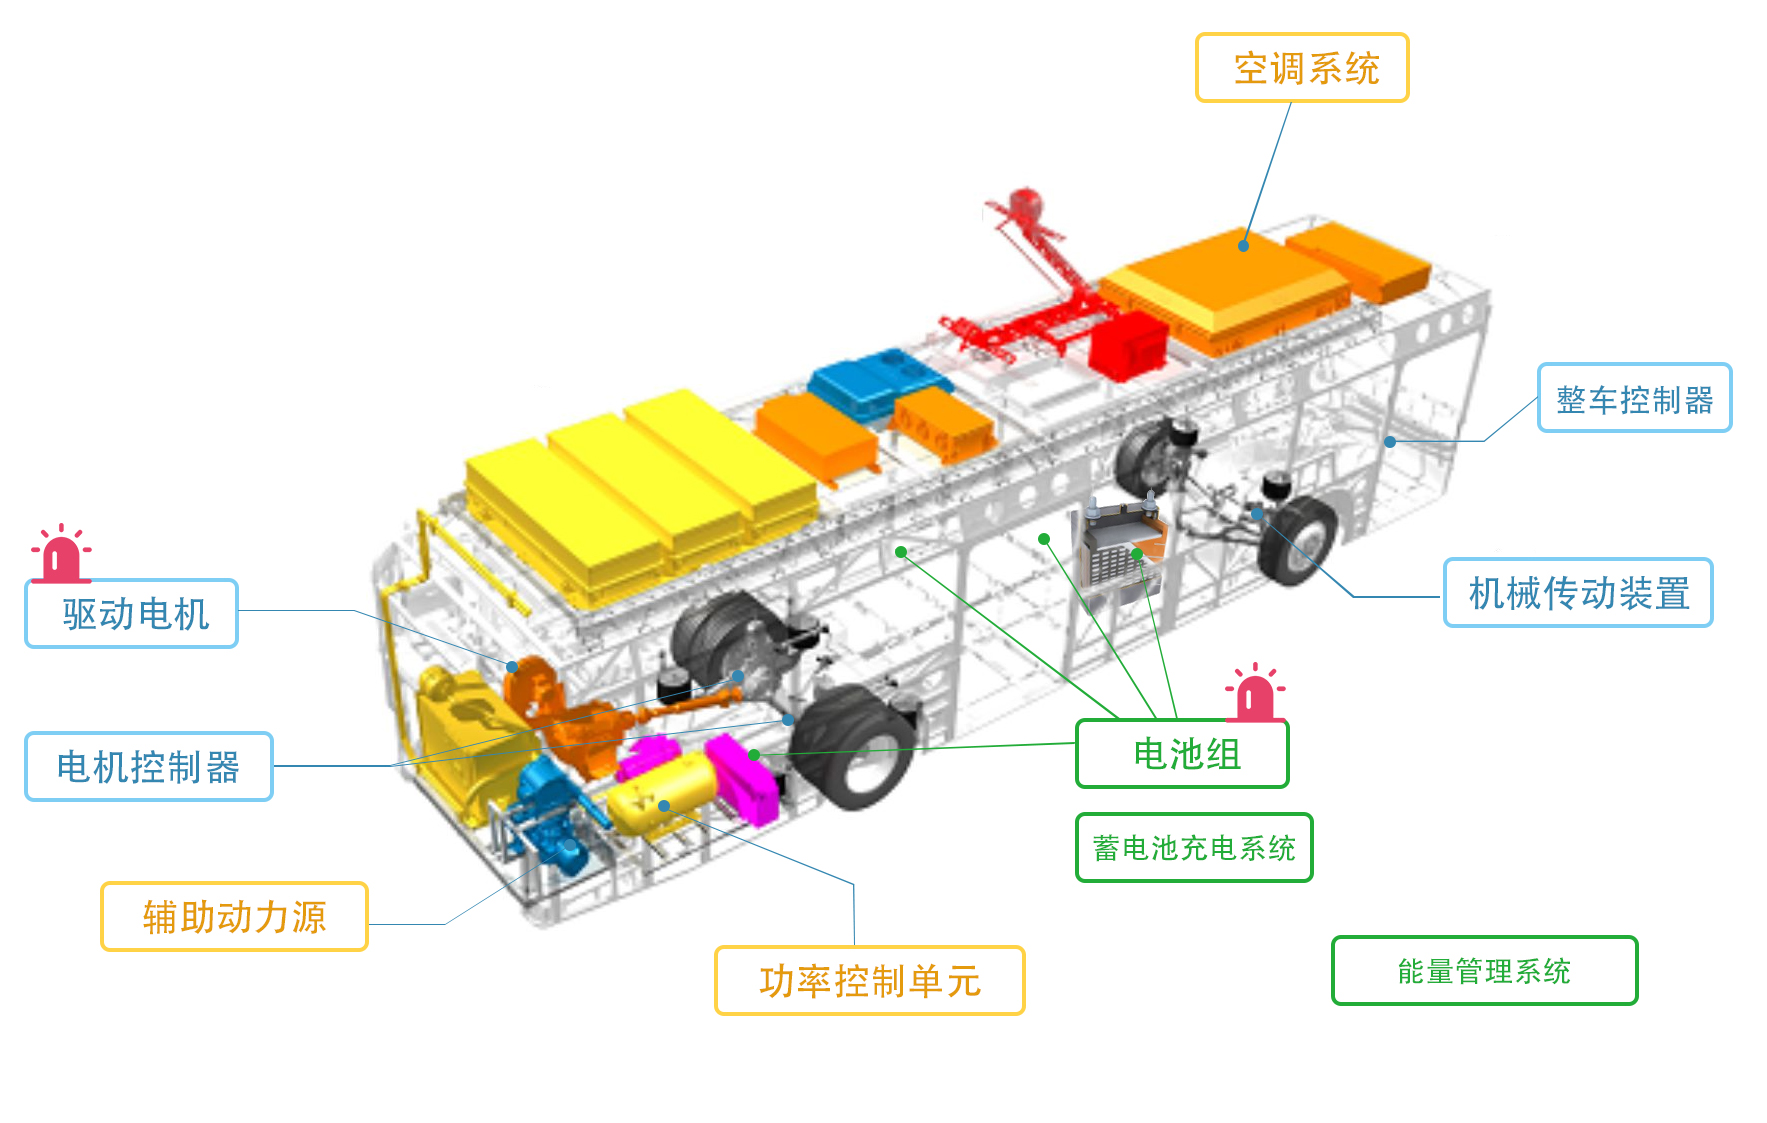 空调系统
整车控制器
机械传动装置
驱动电机
电池组
电机控制器
蓄电池充电系统
辅助动力源
功率控制单元
能量管理系统